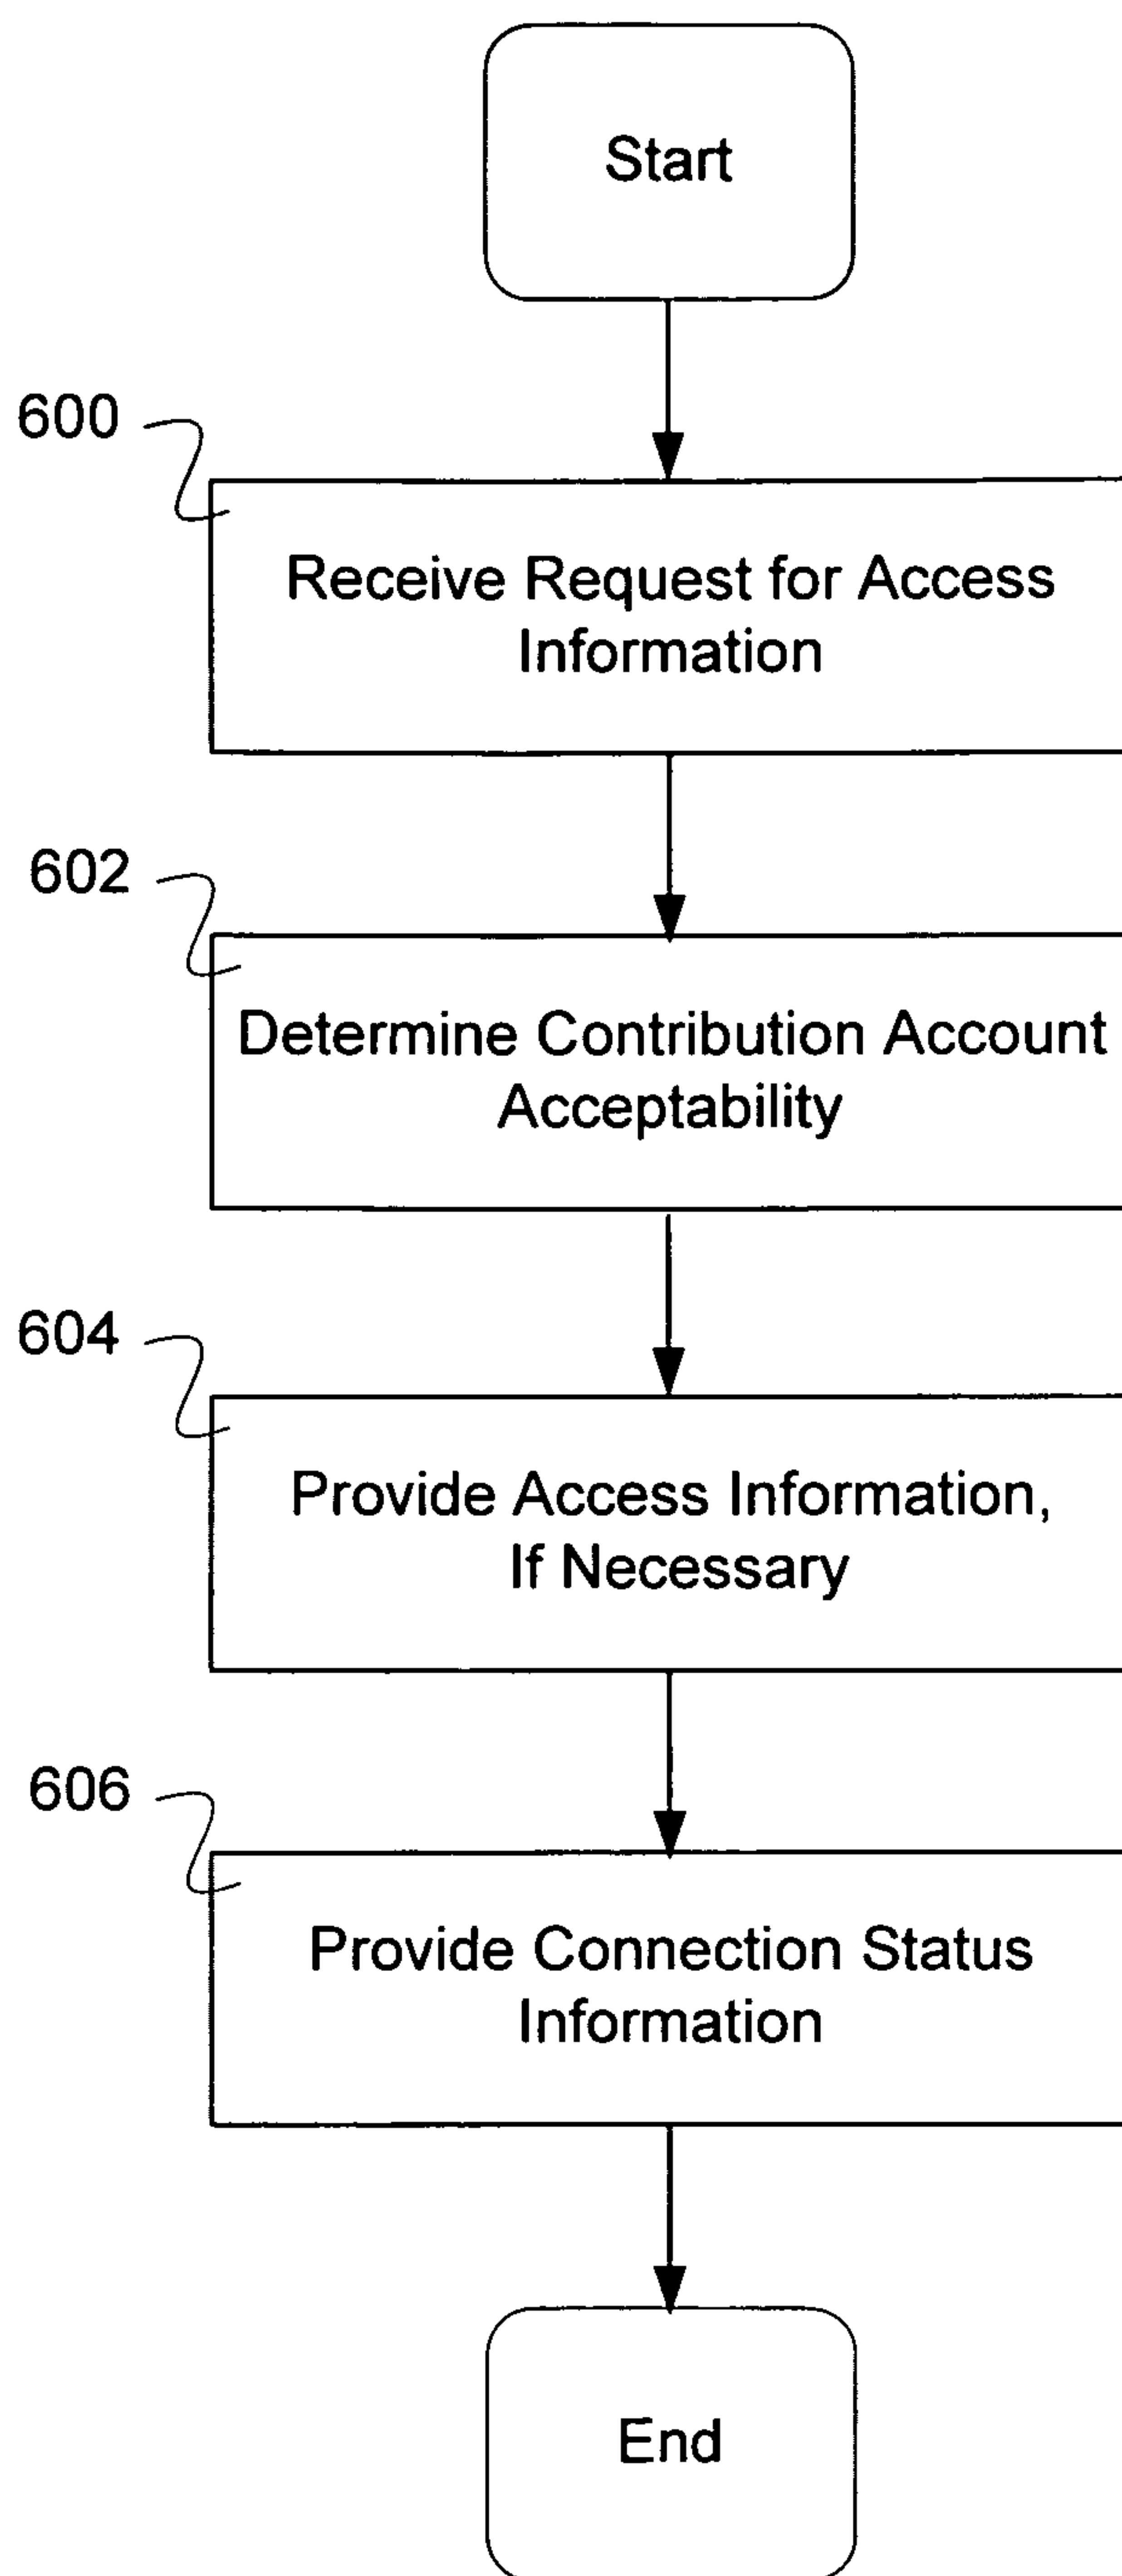 Start
600
Receive Request for Access
Information
602
Determine Contribution Account
Acceptability
604
Provide Access Information,
If Necessary
606
Provide Connection Status
Information
End